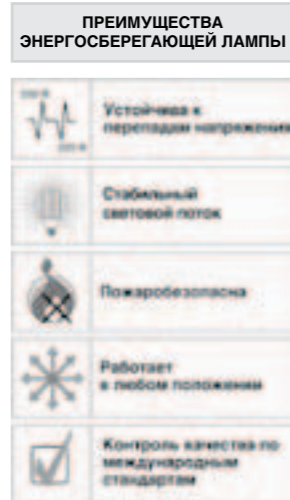 ПРЕИМУЩЕСТВА
ЭНЕРГОСБЕРЕГАЮЩЕЙ ЛАМПЫ
Устойчива к
перепадам напряжения
Стабильный
световой поток
Пожаробезопасна
Работает
в любом положении
Контроль качества по
международным
стандартам